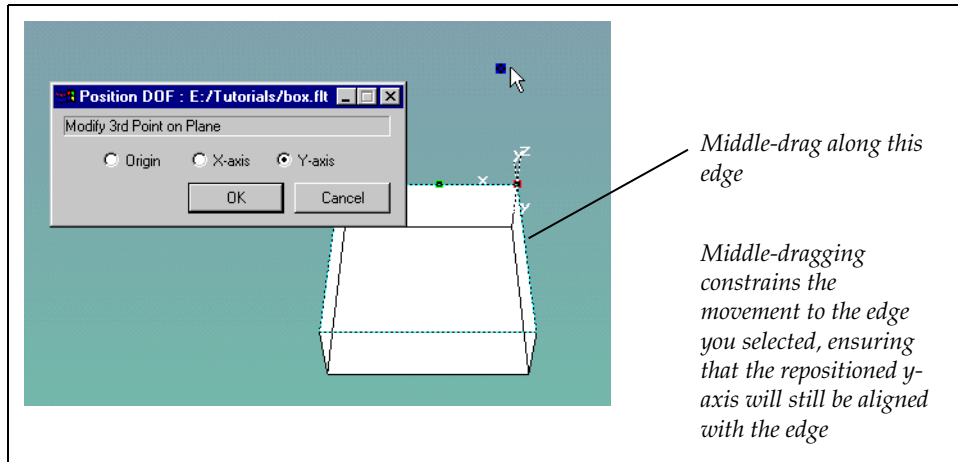 Position DOF : E:/Tutorials/box.flt
Modify 3rd Point on Plane
Origin X-axis Y-axis
OK Cancel
Z
X
Y
Middle-drag along this
edge
Middle-dragging
constrains the
movement to the edge
you selected, ensuring
that the repositioned y-
axis will still be aligned
with the edge